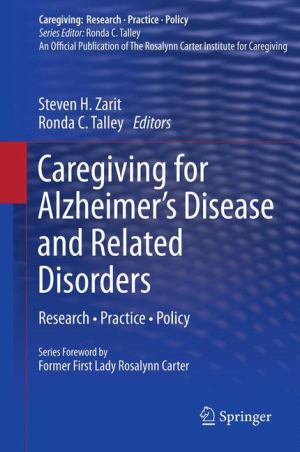 Caregiving: Research • Practice • Policy
Series Editor: Ronda C. Talley
An Official Publication of The Rosalynn Carter Institute for Caregiving
Steven H. Zarit
Ronda C. Talley Editors
Caregiving for
Alzheimer's Disease
and Related
Disorders
Research • Practice • Policy
Series Foreword by
Former First Lady Rosalynn Carter
Springer